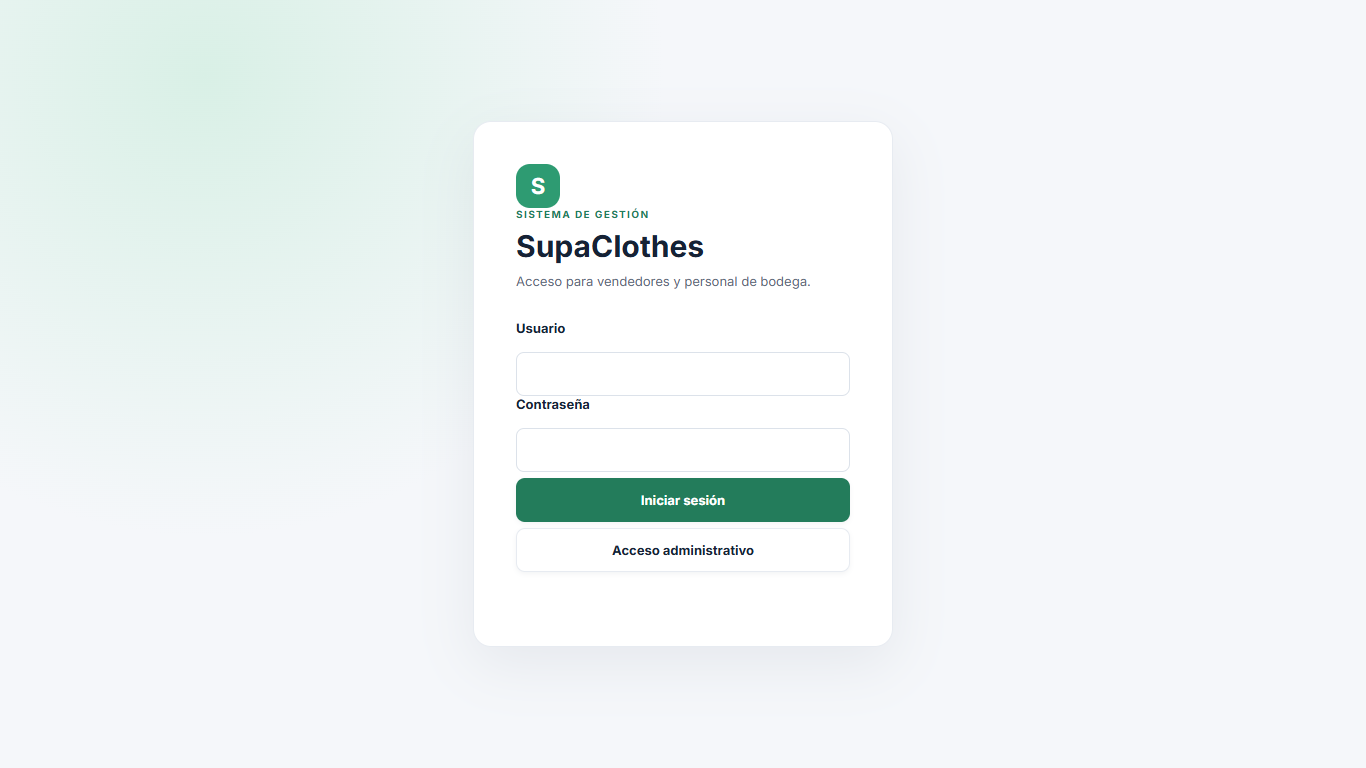 S
SISTEMA DE GESTIÓN
SupaClothes
Acceso para vendedores y personal de bodega.
Usuario
Contraseña
Iniciar sesión
Acceso administrativo